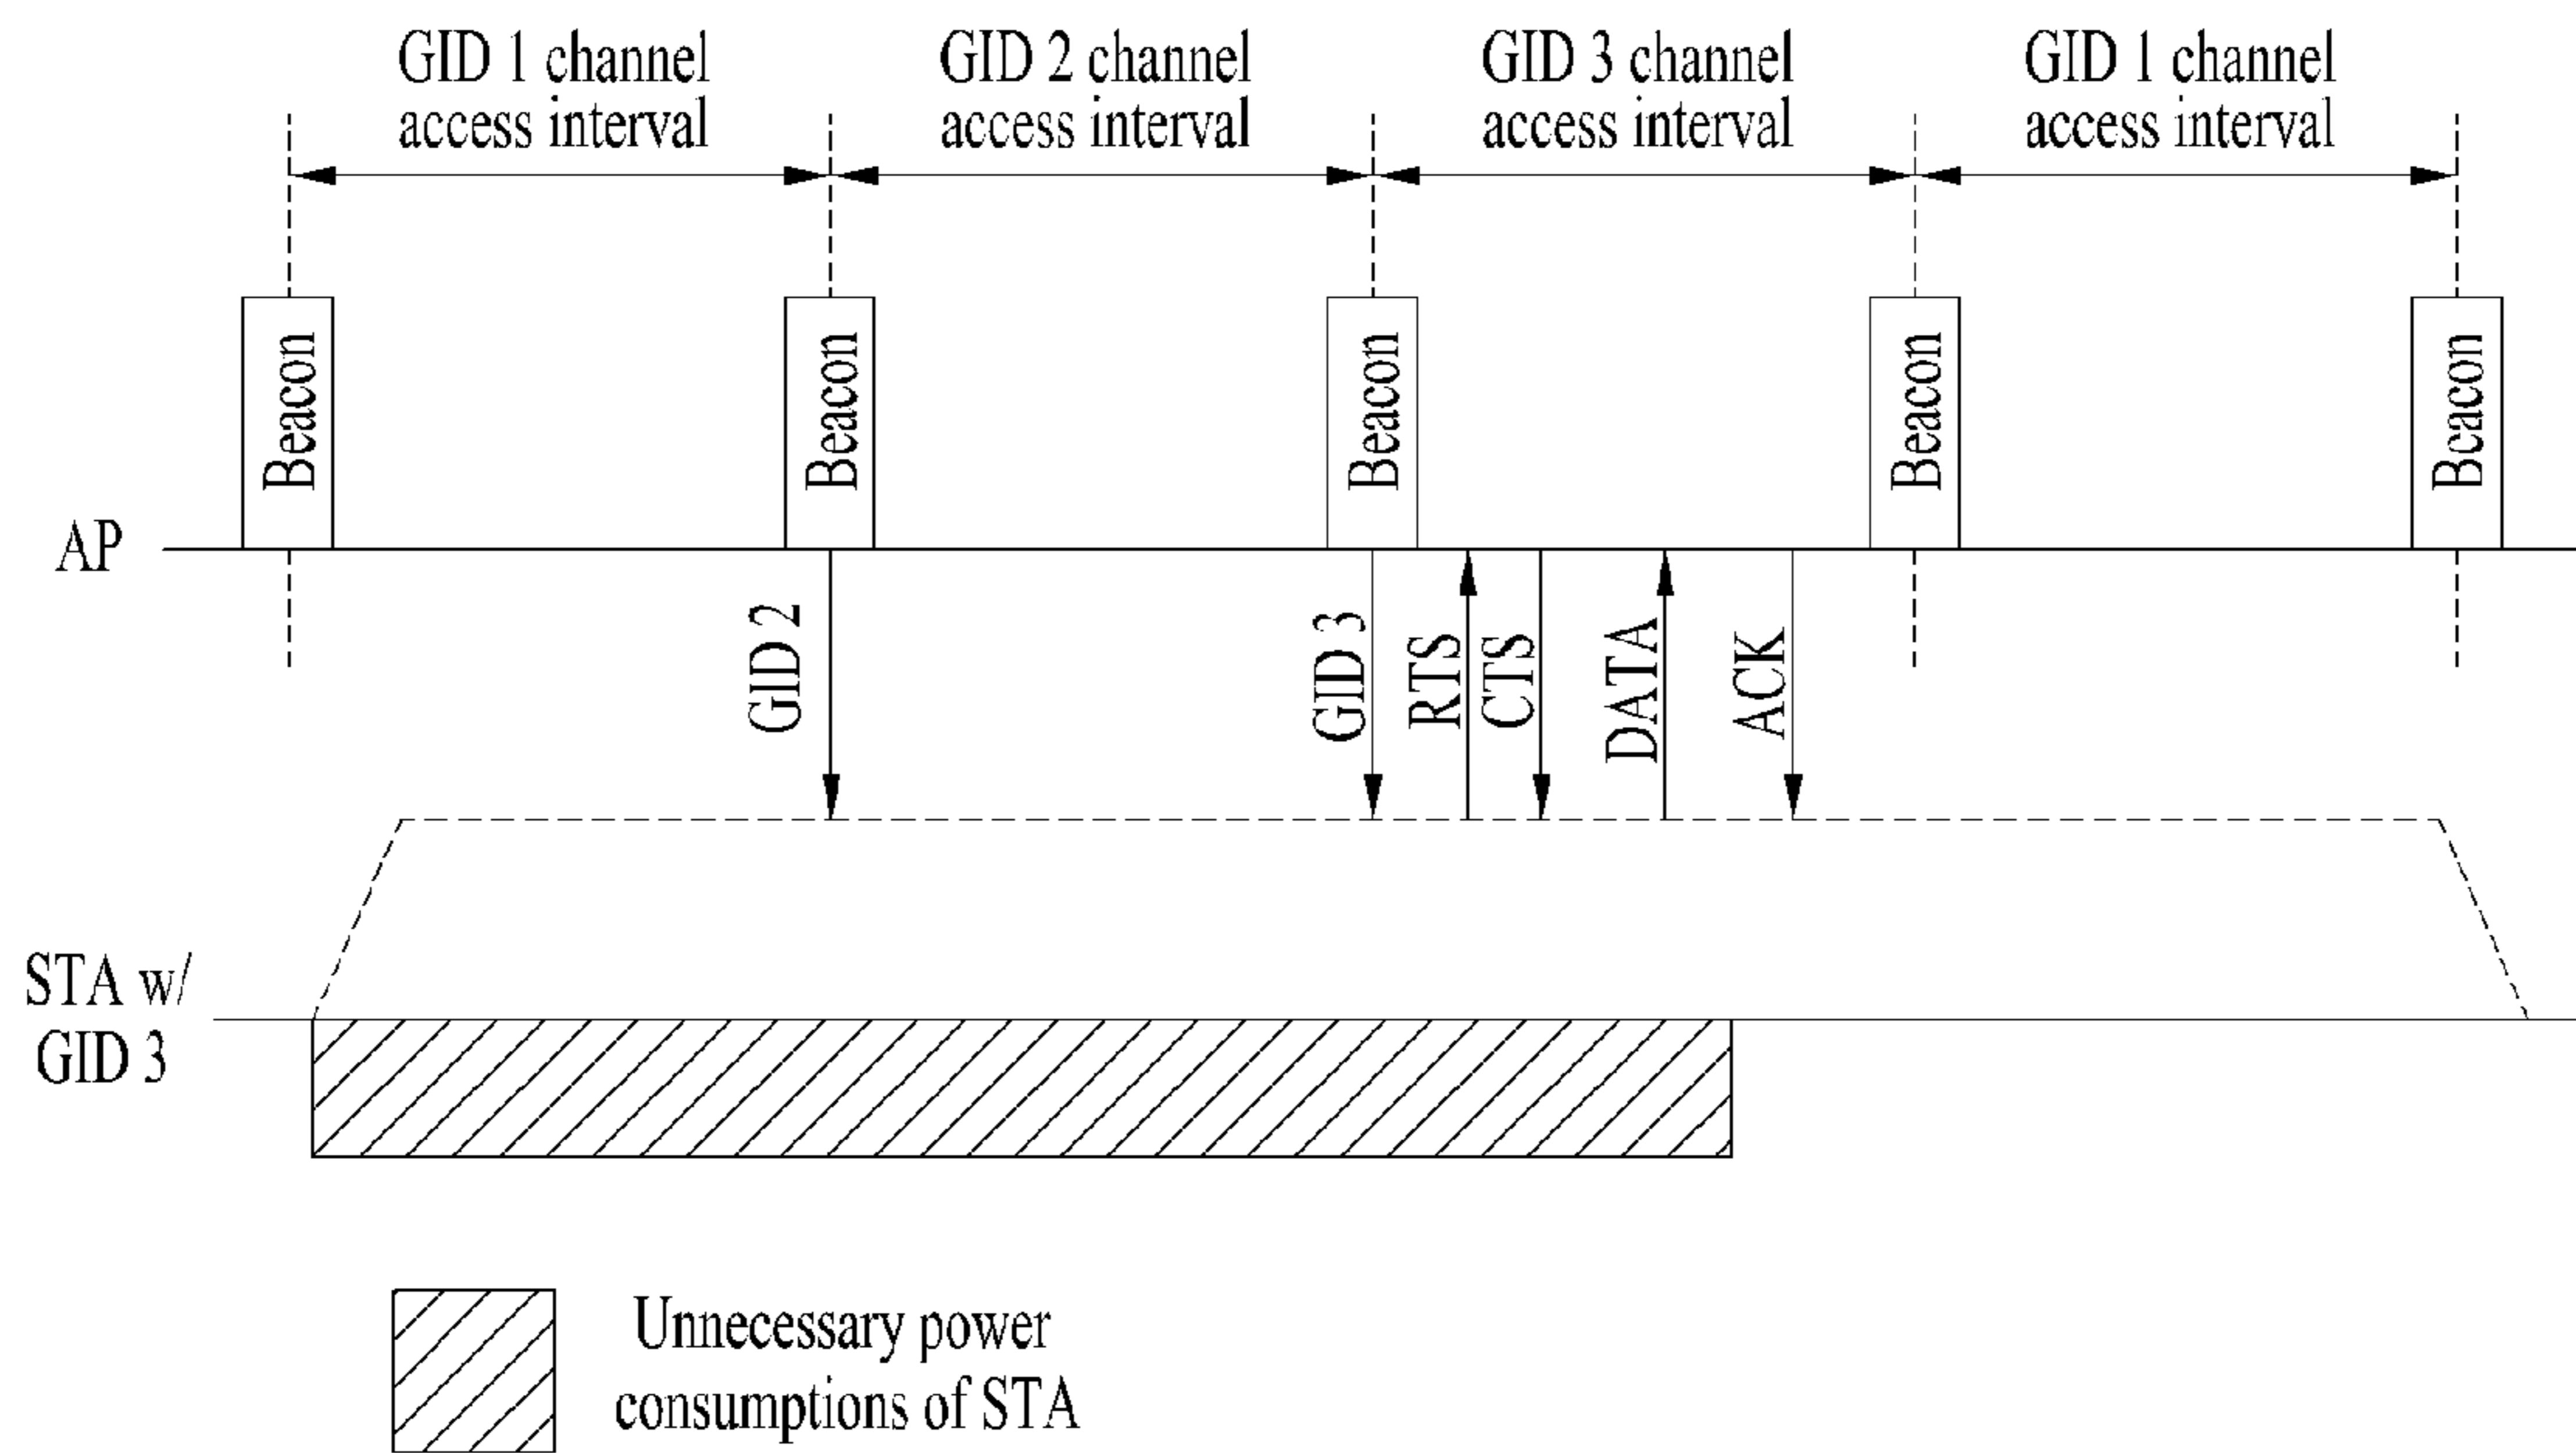 GID 1 channel
access interval
GID 2 channel
access interval
GID 3 channel
access interval
GID 1 channel
access interval
Beacon
Beacon
Beacon
Beacon
Beacon
AP
GID 2
GID 3
RTS
CTS
DATA
ACK
STA w/
GID 3
Unnecessary power
consumptions of STA